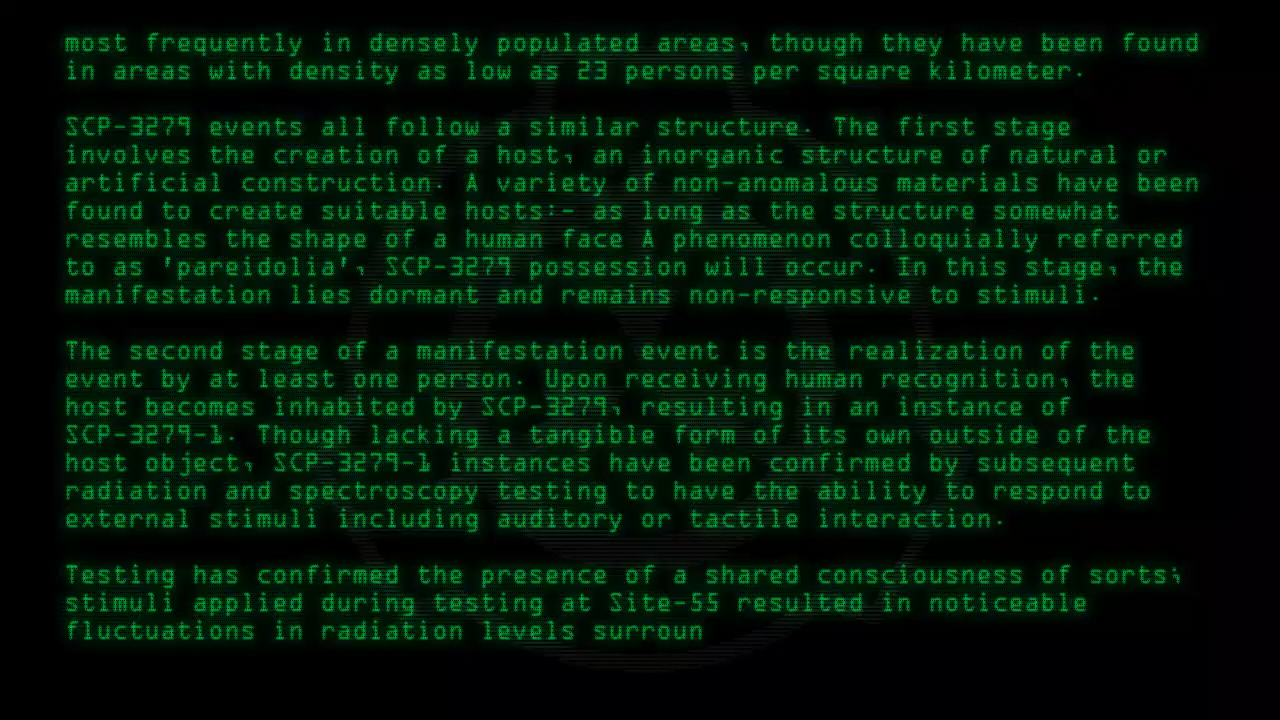 most frequently in densely populated areas, though they have been found
in areas with density as low as 23 persons per square kilometer.
SCP-3279 events all follow a similar structure. The first stage
involves the creation of a host, an inorganic structure of natural or
artificial construction. A variety of non-anomalous materials have been
found to create suitable hosts:- as long as the structure somewhat
resembles the shape of a human face A phenomenon colloquially referred
to as 'pareidolia', SCP-3279 possession will occur. In this stage, the
manifestation lies dormant and remains non-responsive to stimuli.
The second stage of a manifestation event is the realization of the
event by at least one person. Upon receiving human recognition, the
host becomes inhabited by SCP-3279, resulting in an instance of
SCP-3279-1. Though lacking a tangible form of its own outside of the
host object, SCP-3279-1 instances have been confirmed by subsequent
radiation and spectroscopy testing to have the ability to respond to
external stimuli including auditory or tactile interaction.
Testing has confirmed the presence of a shared consciousness of sorts;
stimuli applied during testing at Site-55 resulted in noticeable
fluctuations in radiation levels surroun